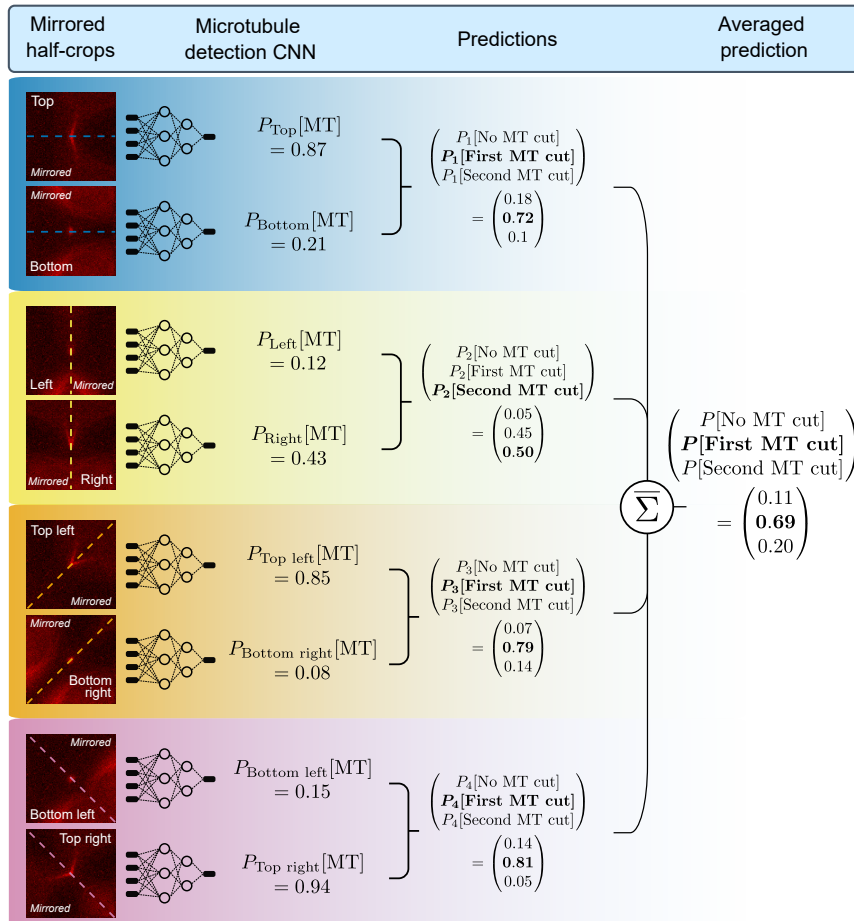 Mirrored half-crops
Microtubule detection CNN
Predictions
Averaged prediction
Top
Mirrored
P_Top[MT]
= 0.87
Mirrored
Bottom
P_Bottom[MT]
= 0.21
P_1[No MT cut]
P_1[First MT cut]
P_1[Second MT cut]
= 0.18
0.72
0.1
Left
Mirrored
P_Left[MT]
= 0.12
Mirrored
Right
P_Right[MT]
= 0.43
P_2[No MT cut]
P_2[First MT cut]
P_2[Second MT cut]
= 0.05
0.45
0.50
Top left
Mirrored
P_Top left[MT]
= 0.85
Mirrored
Bottom right
P_Bottom right[MT]
= 0.08
P_3[No MT cut]
P_3[First MT cut]
P_3[Second MT cut]
= 0.07
0.79
0.14
Mirrored
Bottom left
P_Bottom left[MT]
= 0.15
Top right
Mirrored
P_Top right[MT]
= 0.94
P_4[No MT cut]
P_4[First MT cut]
P_4[Second MT cut]
= 0.14
0.81
0.05
Σ̅
P[No MT cut]
P[First MT cut]
P[Second MT cut]
= 0.11
0.69
0.20